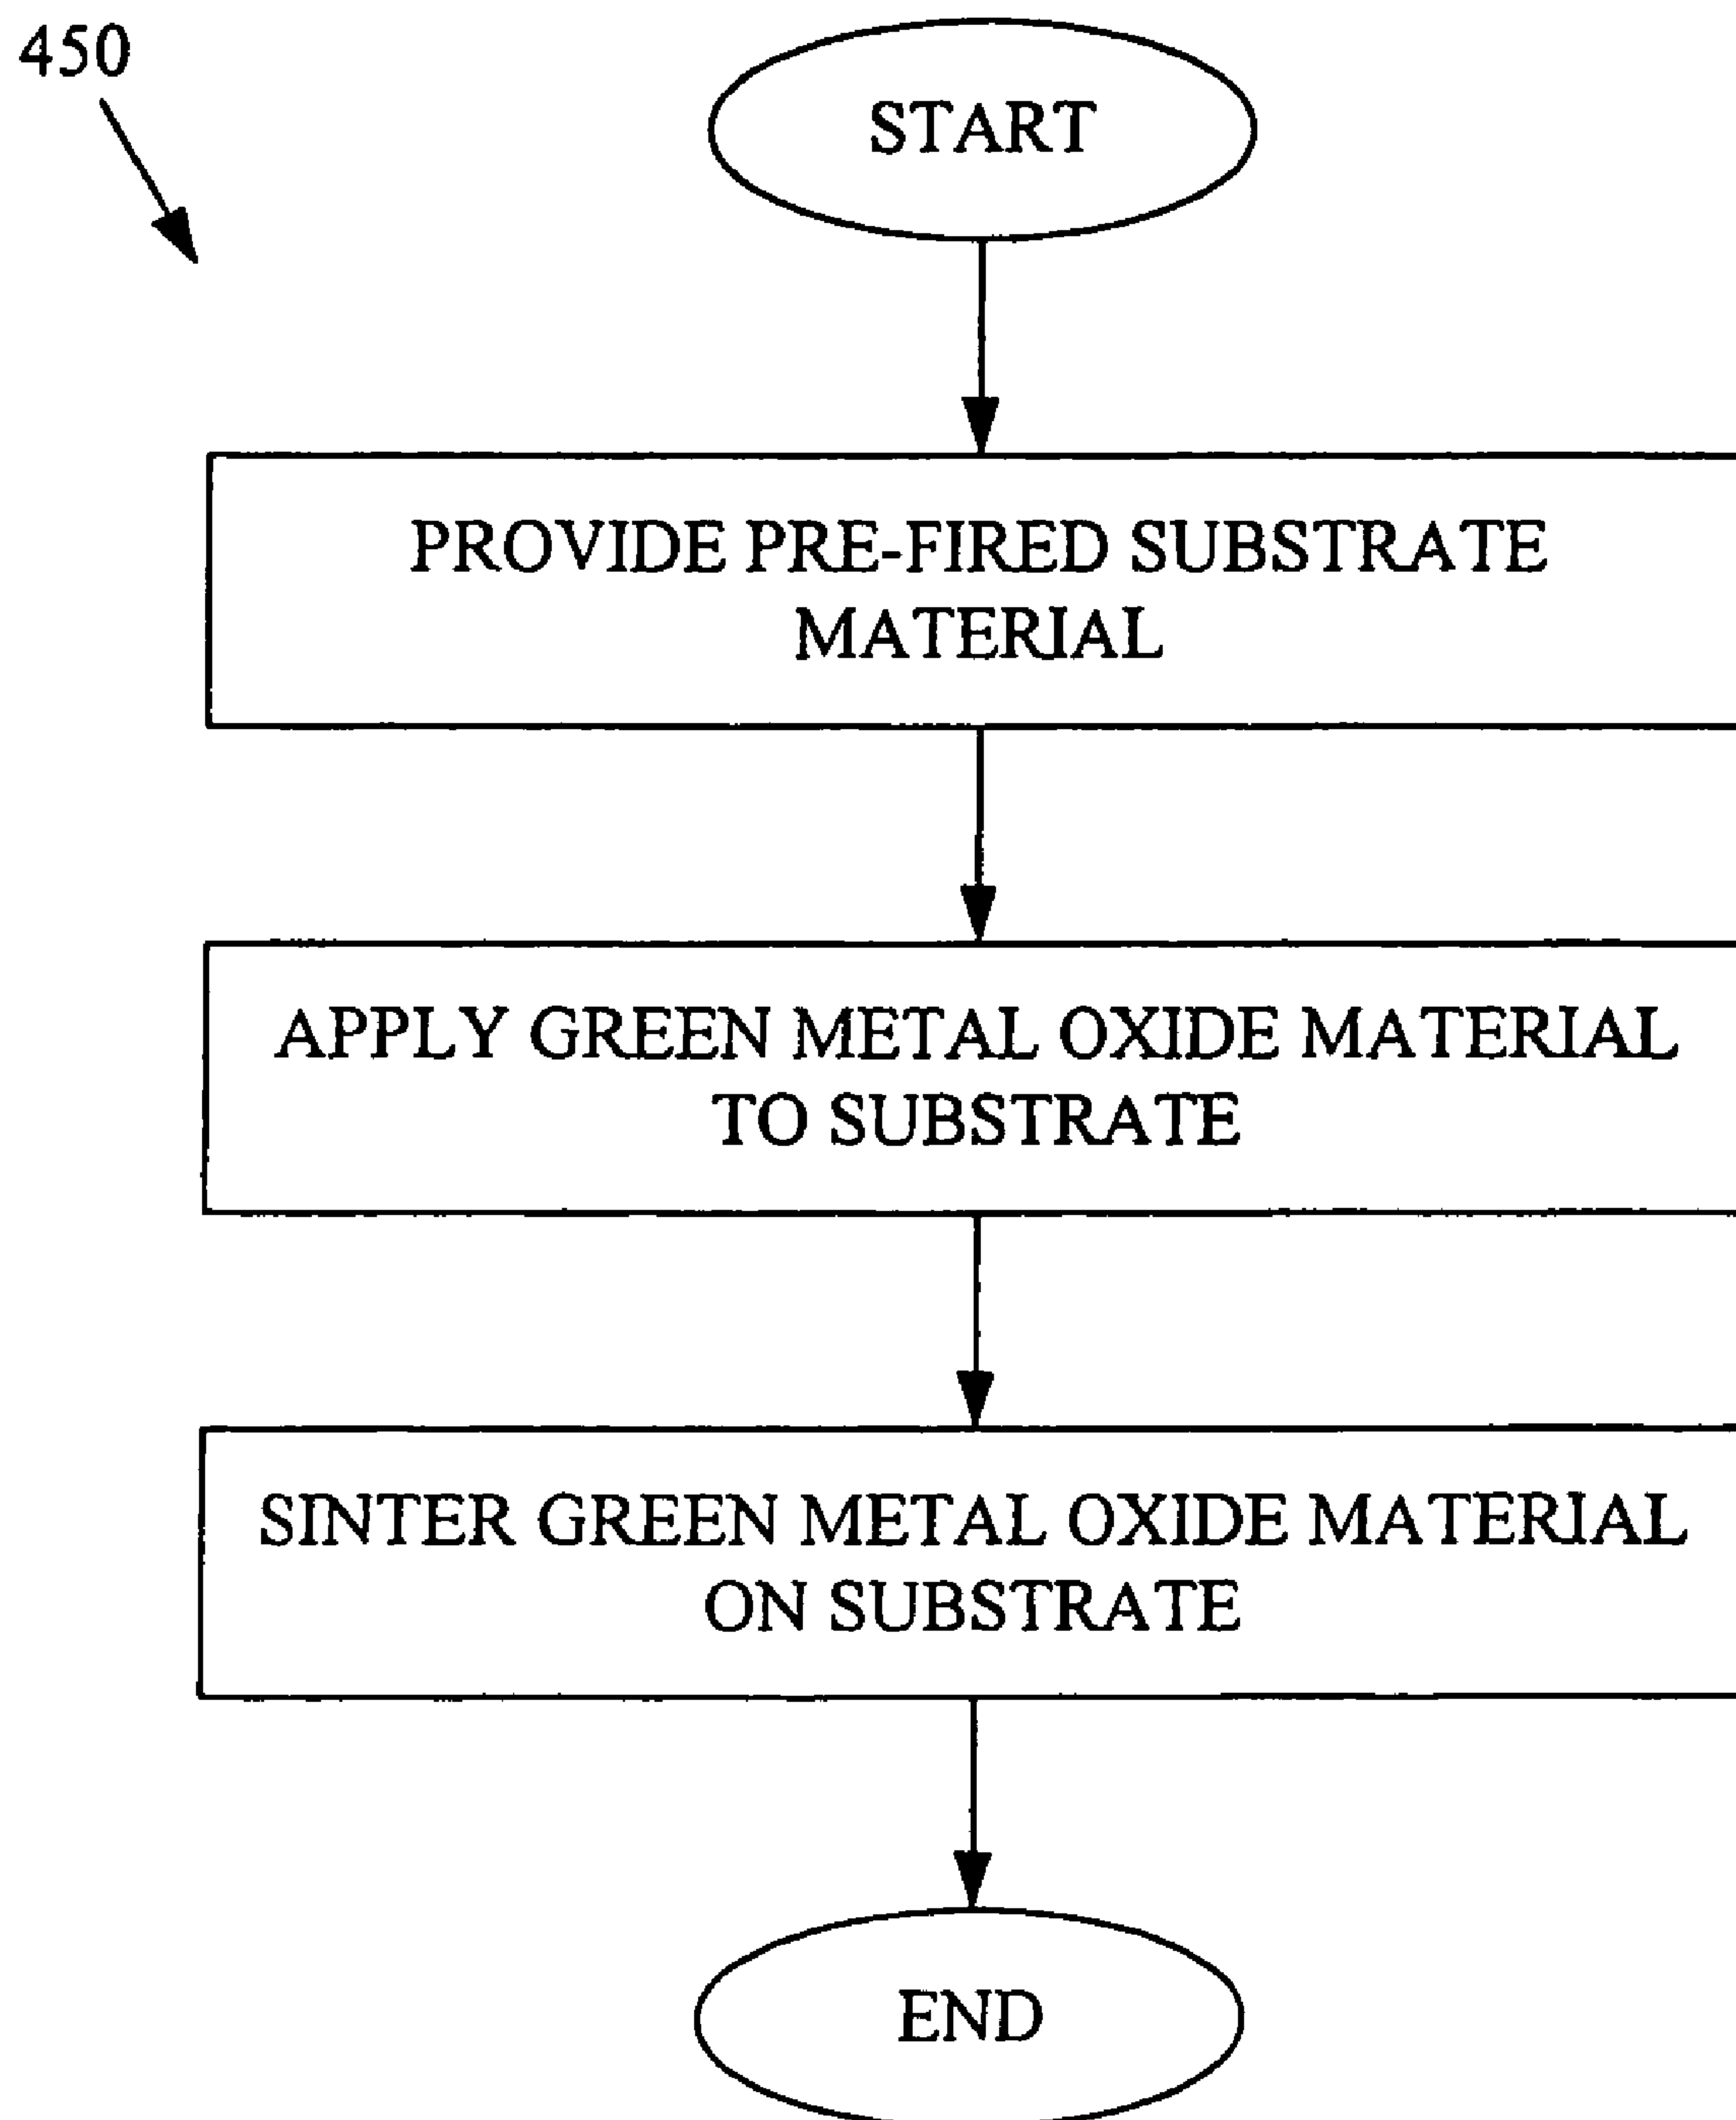 450
START
PROVIDE PRE-FIRED SUBSTRATE
MATERIAL
APPLY GREEN METAL OXIDE MATERIAL
TO SUBSTRATE
SINTER GREEN METAL OXIDE MATERIAL
ON SUBSTRATE
END